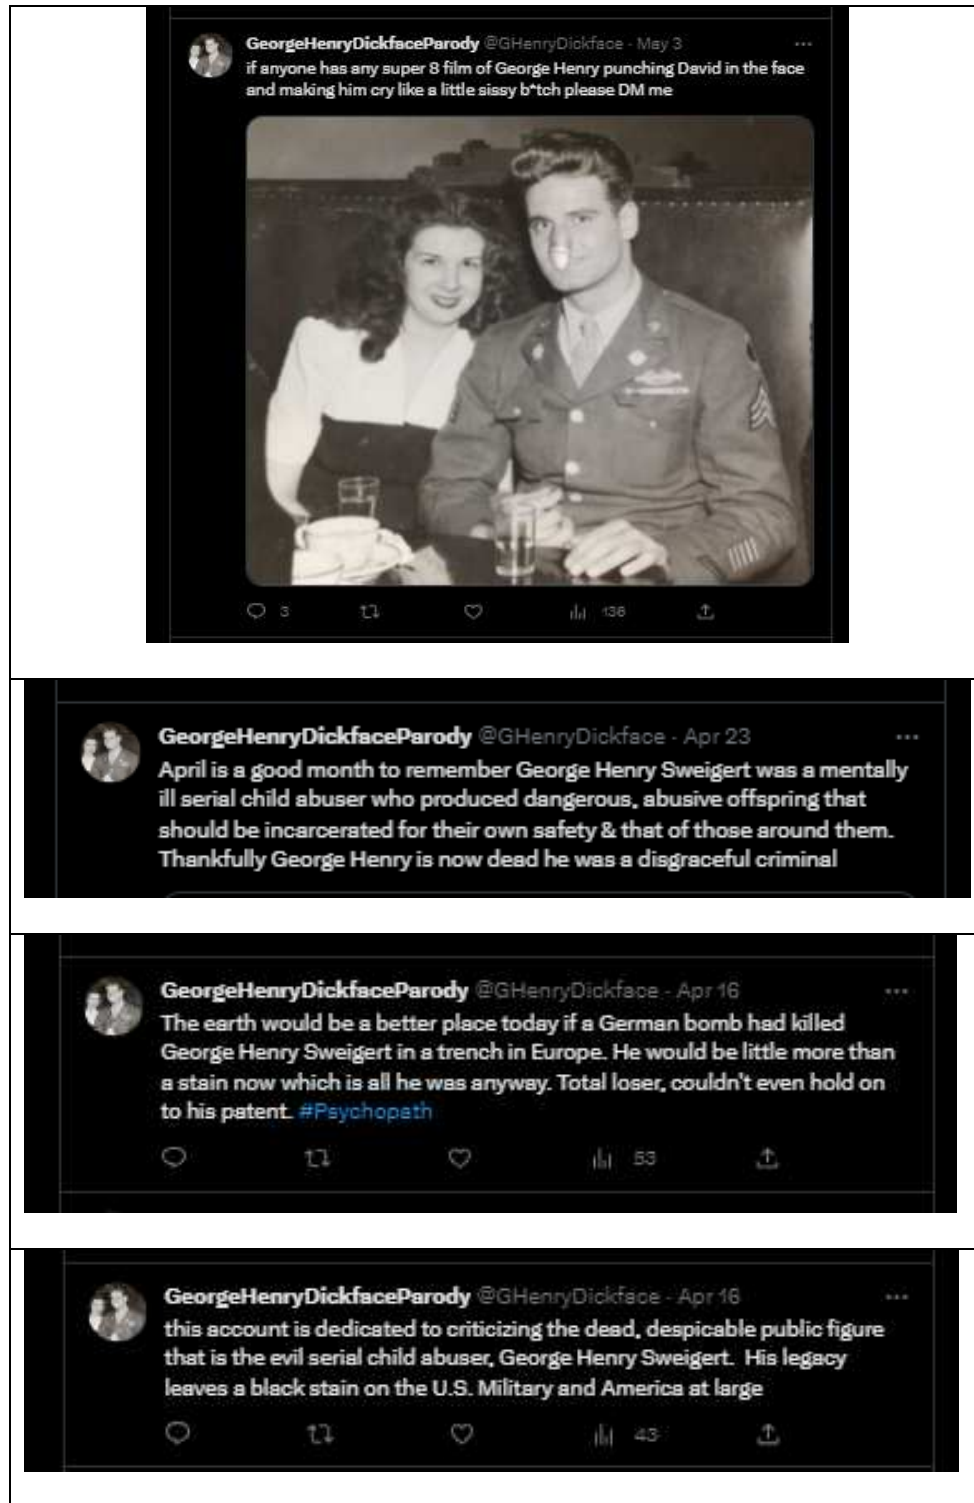 GeorgeHenryDickfaceParody @GHenryDickface · May 3
if anyone has any super 8 film of George Henry punching David in the face
and making him cry like a little sissy b*tch please DM me
3 136
GeorgeHenryDickfaceParody @GHenryDickface · Apr 23
April is a good month to remember George Henry Sweigert was a mentally
ill serial child abuser who produced dangerous, abusive offspring that
should be incarcerated for their own safety & that of those around them.
Thankfully George Henry is now dead he was a disgraceful criminal
GeorgeHenryDickfaceParody @GHenryDickface · Apr 16
The earth would be a better place today if a German bomb had killed
George Henry Sweigert in a trench in Europe. He would be little more than
a stain now which is all he was anyway. Total loser, couldn't even hold on
to his patent. #Psychopath
53
GeorgeHenryDickfaceParody @GHenryDickface · Apr 16
this account is dedicated to criticizing the dead, despicable public figure
that is the evil serial child abuser, George Henry Sweigert. His legacy
leaves a black stain on the U.S. Military and America at large
43